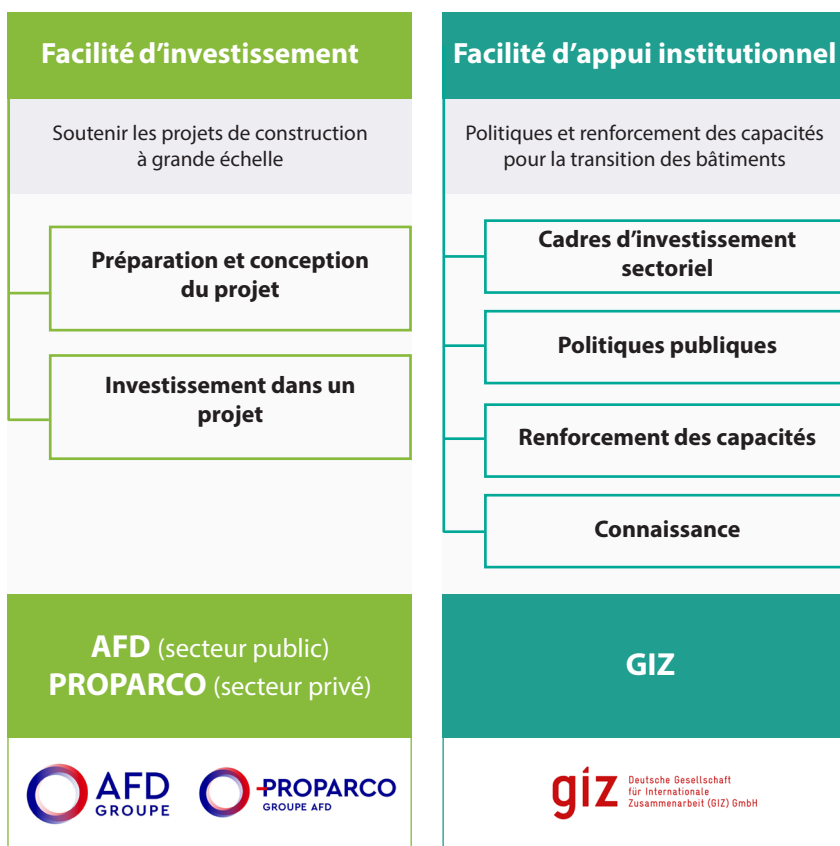 Facilité d’investissement
Soutenir les projets de construction
à grande échelle
Préparation et conception
du projet
Investissement dans un
projet
AFD (secteur public)
PROPARCO (secteur privé)
AFD
GROUPE
PROPARCO
GROUPE AFD
Facilité d’appui institutionnel
Politiques et renforcement des capacités
pour la transition des bâtiments
Cadres d’investissement
sectoriel
Politiques publiques
Renforcement des capacités
Connaissance
GIZ
giz
Deutsche Gesellschaft
für Internationale
Zusammenarbeit (GIZ) GmbH